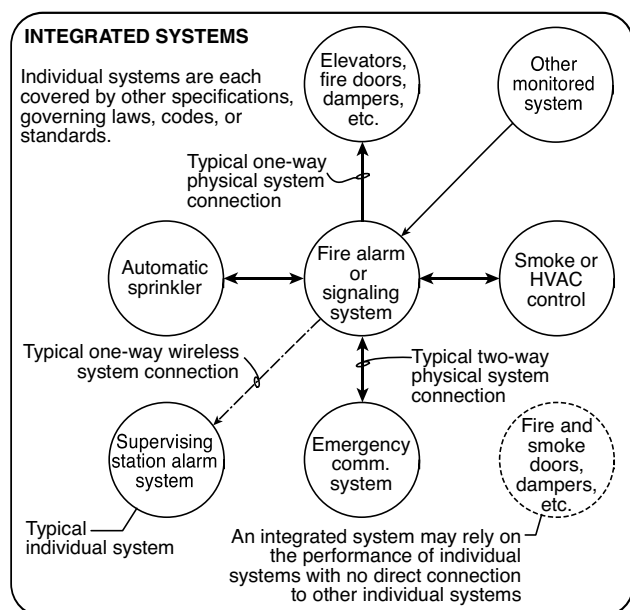 INTEGRATED SYSTEMS
Individual systems are each
covered by other specifications,
governing laws, codes, or
standards.
Elevators,
fire doors,
dampers,
etc.
Other
monitored
system
Typical one-way
physical system
connection
Automatic
sprinkler
Fire alarm
or
signaling
system
Smoke or
HVAC
control
Typical one-way wireless
system connection
Typical two-way
physical system
connection
Supervising
station alarm
system
Emergency
comm.
system
Fire and
smoke
doors,
dampers,
etc.
Typical
individual system
An integrated system may rely on
the performance of individual
systems with no direct connection
to other individual systems